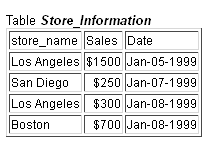 Table Store_Information
store_name Sales Date
Los Angeles $1500 Jan-05-1999
San Diego $250 Jan-07-1999
Los Angeles $300 Jan-08-1999
Boston $700 Jan-08-1999